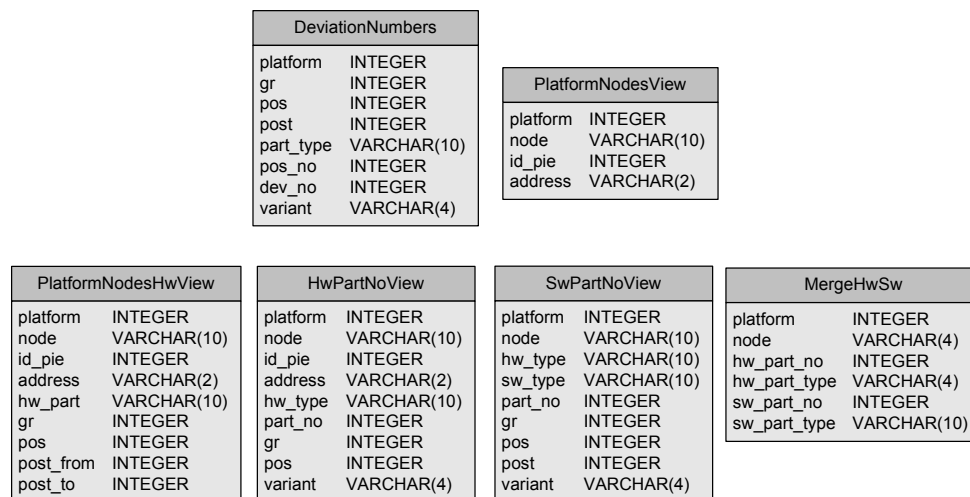 DeviationNumbers
platform INTEGER
gr INTEGER
pos INTEGER
post INTEGER
part_type VARCHAR(10)
pos_no INTEGER
dev_no INTEGER
variant VARCHAR(4)
PlatformNodesView
platform INTEGER
node VARCHAR(10)
id_pie INTEGER
address VARCHAR(2)
PlatformNodesHwView
platform INTEGER
node VARCHAR(10)
id_pie INTEGER
address VARCHAR(2)
hw_part VARCHAR(10)
gr INTEGER
pos INTEGER
post_from INTEGER
post_to INTEGER
HwPartNoView
platform INTEGER
node VARCHAR(10)
id_pie INTEGER
address VARCHAR(2)
hw_type VARCHAR(10)
part_no INTEGER
gr INTEGER
pos INTEGER
variant VARCHAR(4)
SwPartNoView
platform INTEGER
node VARCHAR(10)
hw_type VARCHAR(10)
sw_type VARCHAR(10)
part_no INTEGER
gr INTEGER
pos INTEGER
post INTEGER
variant VARCHAR(4)
MergeHwSw
platform INTEGER
node VARCHAR(4)
hw_part_no INTEGER
hw_part_type VARCHAR(4)
sw_part_no INTEGER
sw_part_type VARCHAR(10)